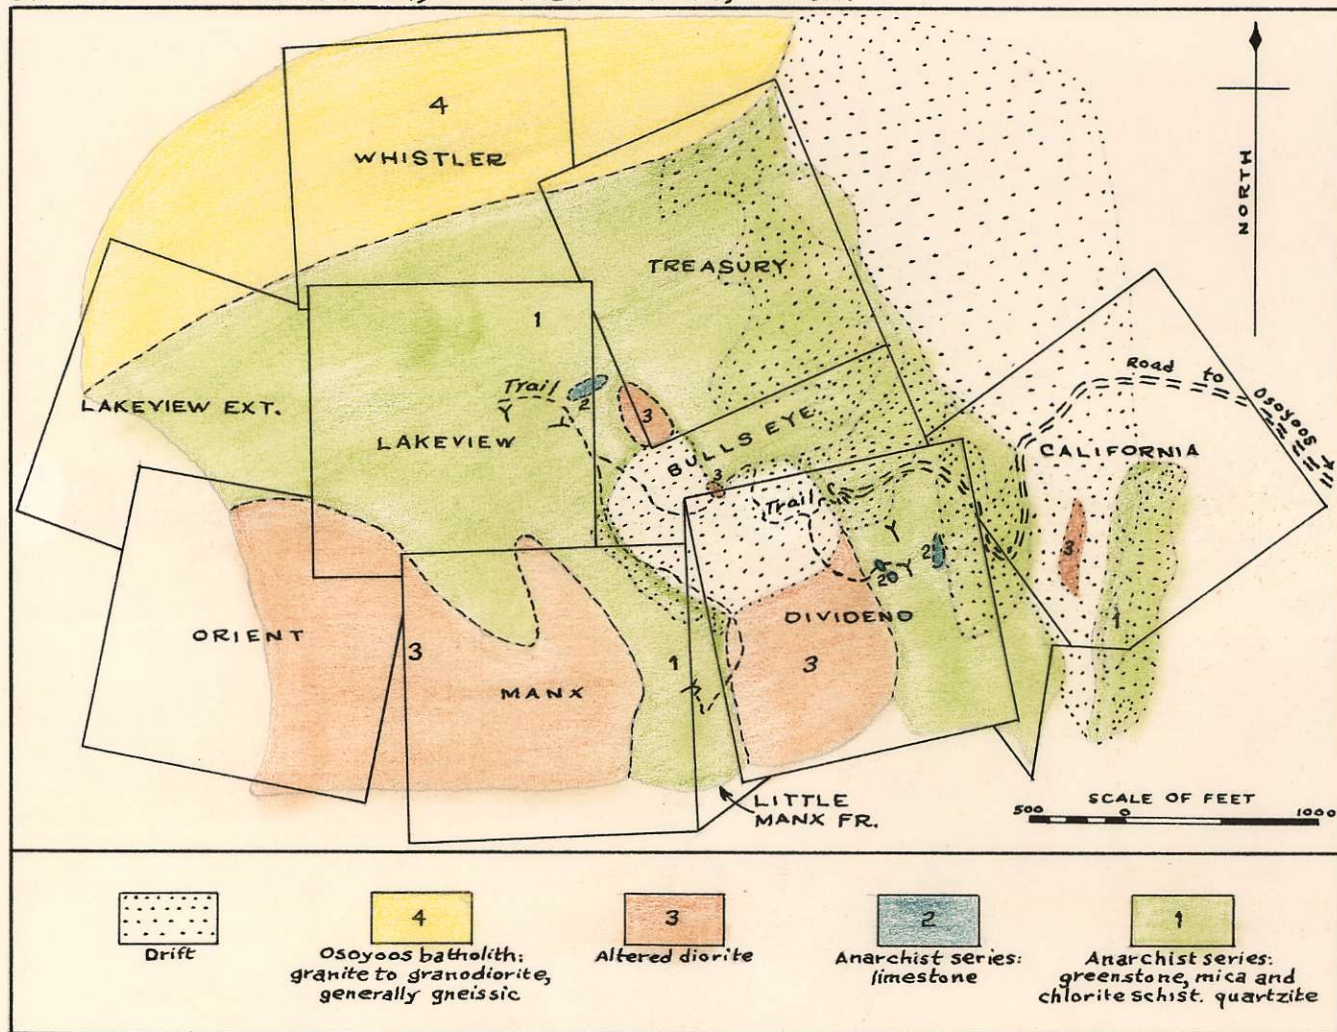 4
WHISTLER
NORTH
TREASURY
1
Road to Osoyoos
Trail
2
3
LAKEVIEW EXT.
LAKEVIEW
BULLS EYE
CALIFORNIA
3
Trail
2
3
20
ORIENT
DIVIDEND
1
3
1
3
MANX
LITTLE
MANX FR.
SCALE OF FEET
500 0 1000
4 3 2 1
Drift
Osoyoos batholith:
granite to granodiorite,
generally gneissic
Altered diorite
Anarchist series:
limestone
Anarchist series:
greenstone, mica and
chlorite schist. quartzite